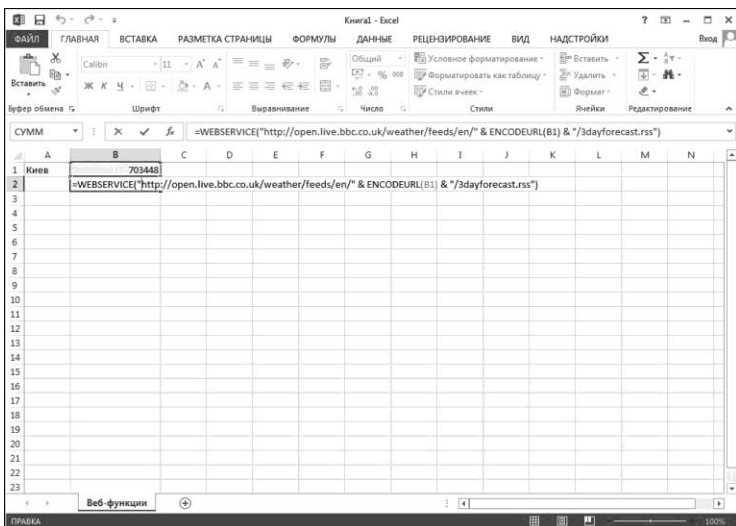 Книга1 - Excel
ФАЙЛ ГЛАВНАЯ ВСТАВКА РАЗМЕТКА СТРАНИЦЫ ФОРМУЛЫ ДАННЫЕ РЕЦЕНЗИРОВАНИЕ ВИД НАДСТРОЙКИ Вход
Вставить
Calibri 11
Ж К Ч
Общий
% 000
Условное форматирование
Форматировать как таблицу
Стили ячеек
Вставить
Удалить
Формат
Буфер обмена Шрифт Выравнивание Число Стили Ячейки Редактирование
СУММ fx =WEBSERVICE("http://open.live.bbc.co.uk/weather/feeds/en/" & ENCODEURL(B1) & "/3dayforecast.rss")
A B C D E F G H I J K L M N
1 Киев 703448
2 =WEBSERVICE("http://open.live.bbc.co.uk/weather/feeds/en/" & ENCODEURL(B1) & "/3dayforecast.rss")
3
4
5
6
7
8
9
10
11
12
13
14
15
16
17
18
19
20
21
22
23
Веб-функции
ПРАВКА 100%